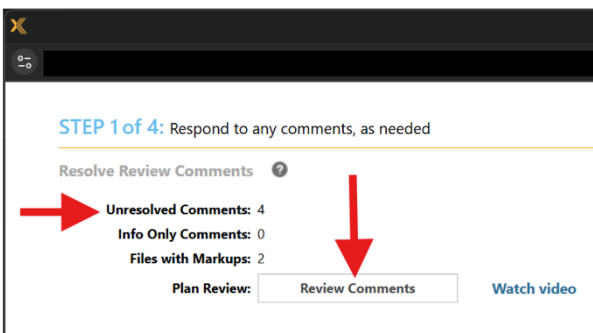 STEP 1 of 4: Respond to any comments, as needed
Resolve Review Comments ?
Unresolved Comments: 4
Info Only Comments: 0
Files with Markups: 2
Plan Review: Review Comments Watch video